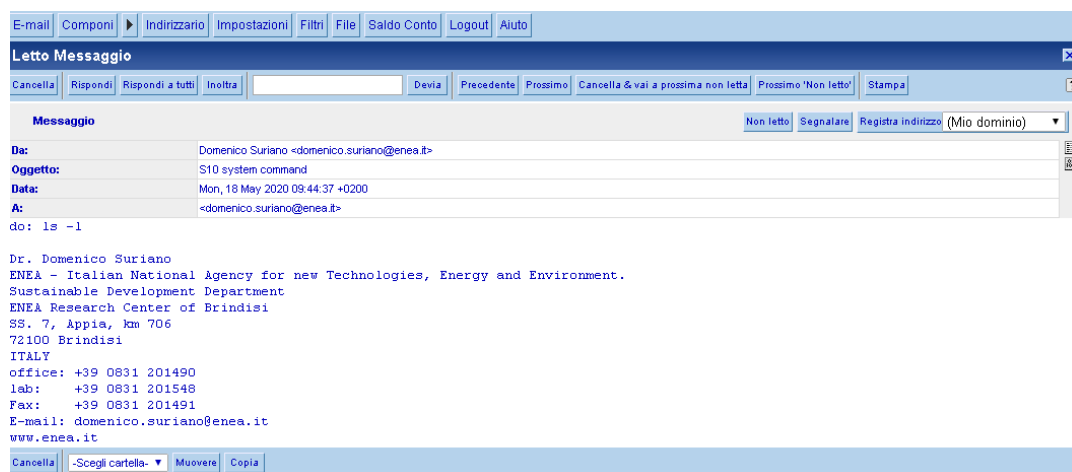 E-mail Componi Indirizzario Impostazioni Filtri File Saldo Conto Logout Aiuto
Letto Messaggio
Cancella Rispondi Rispondi a tutti Inoltra Devia Precedente Prossimo Cancella & vai a prossima non letta Prossimo 'Non letto' Stampa
Messaggio Non letto Segnalare Registra indirizzo (Mio dominio)
Da: Domenico Suriano <domenico.suriano@enea.it>
Oggetto: S10 system command
Data: Mon, 18 May 2020 09:44:37 +0200
A: <domenico.suriano@enea.it>
do: ls -l
Dr. Domenico Suriano
ENEA - Italian National Agency for new Technologies, Energy and Environment.
Sustainable Development Department
ENEA Research Center of Brindisi
SS. 7, Appia, km 706
72100 Brindisi
ITALY
office: +39 0831 201490
lab: +39 0831 201548
Fax: +39 0831 201491
E-mail: domenico.suriano@enea.it
www.enea.it
Cancella -Scegli cartella- Muovere Copia